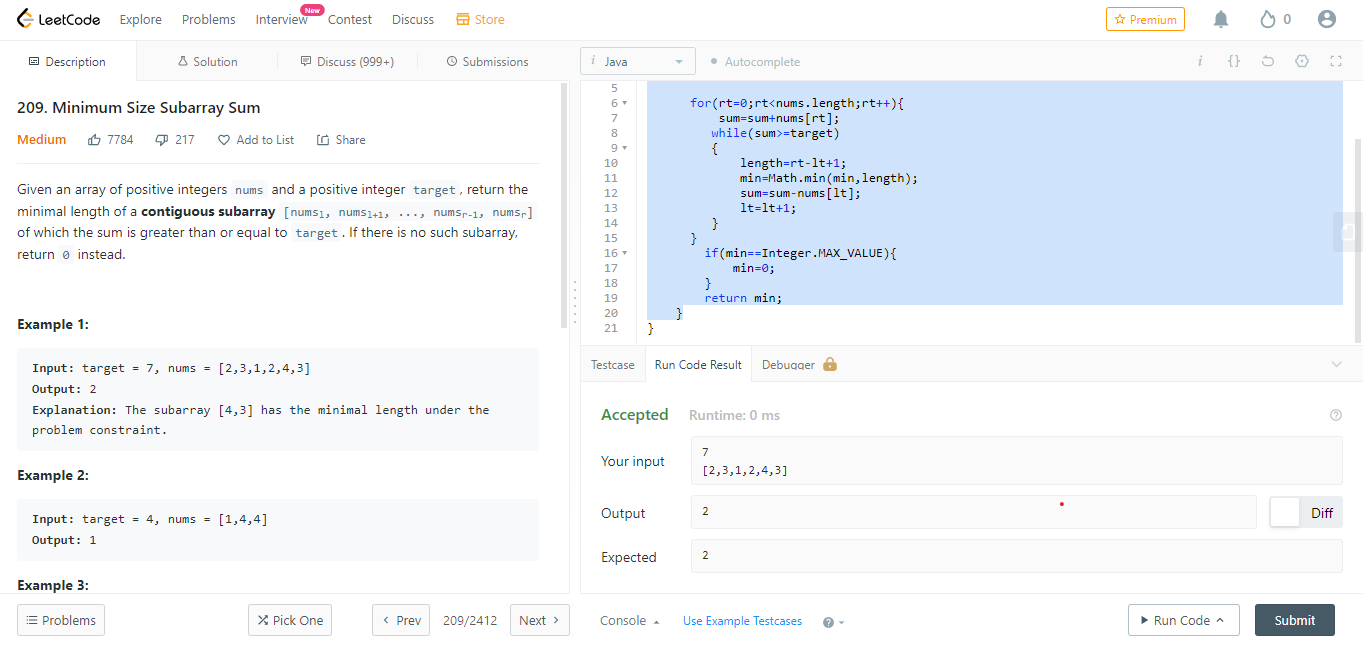 LeetCode Explore Problems Interview New Contest Discuss Store Premium 0
Description Solution Discuss (999+) Submissions
i Java Autocomplete i {}
209. Minimum Size Subarray Sum
Medium 7784 217 Add to List Share
Given an array of positive integers nums and a positive integer target, return the
minimal length of a contiguous subarray [numsl, numsl+1, ..., numsr-1, numsr]
of which the sum is greater than or equal to target. If there is no such subarray,
return 0 instead.
Example 1:
Input: target = 7, nums = [2,3,1,2,4,3]
Output: 2
Explanation: The subarray [4,3] has the minimal length under the
problem constraint.
Example 2:
Input: target = 4, nums = [1,4,4]
Output: 1
Example 3:
Problems Pick One Prev 209/2412 Next
5
6 for(rt=0;rt<nums.length;rt++){
7 sum=sum+nums[rt];
8 while(sum>=target)
9 {
10 length=rt-lt+1;
11 min=Math.min(min,length);
12 sum=sum-nums[lt];
13 lt=lt+1;
14 }
15 }
16 if(min==Integer.MAX_VALUE){
17 min=0;
18 }
19 return min;
20 }
21 }
Testcase Run Code Result Debugger
Accepted Runtime: 0 ms
Your input
7
[2,3,1,2,4,3]
Output 2 Diff
Expected 2
Console Use Example Testcases Run Code Submit